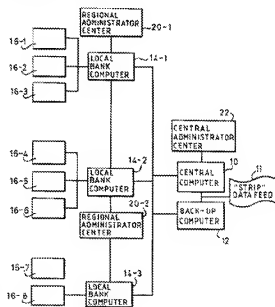 REGIONAL
ADMINISTRATOR
CENTER
20-1
16-1
16-2
16-3
LOCAL
BANK
COMPUTER
14-1
22
CENTRAL
ADMINISTRATOR
CENTER
10
11
CENTRAL
COMPUTER
"STRIP"
DATA FEED
BACK-UP
COMPUTER
12
16-4
16-5
16-6
LOCAL
BANK
COMPUTER
14-2
REGIONAL
ADMINISTRATOR
CENTER
20-2
16-7
16-8
LOCAL
BANK
COMPUTER
14-3